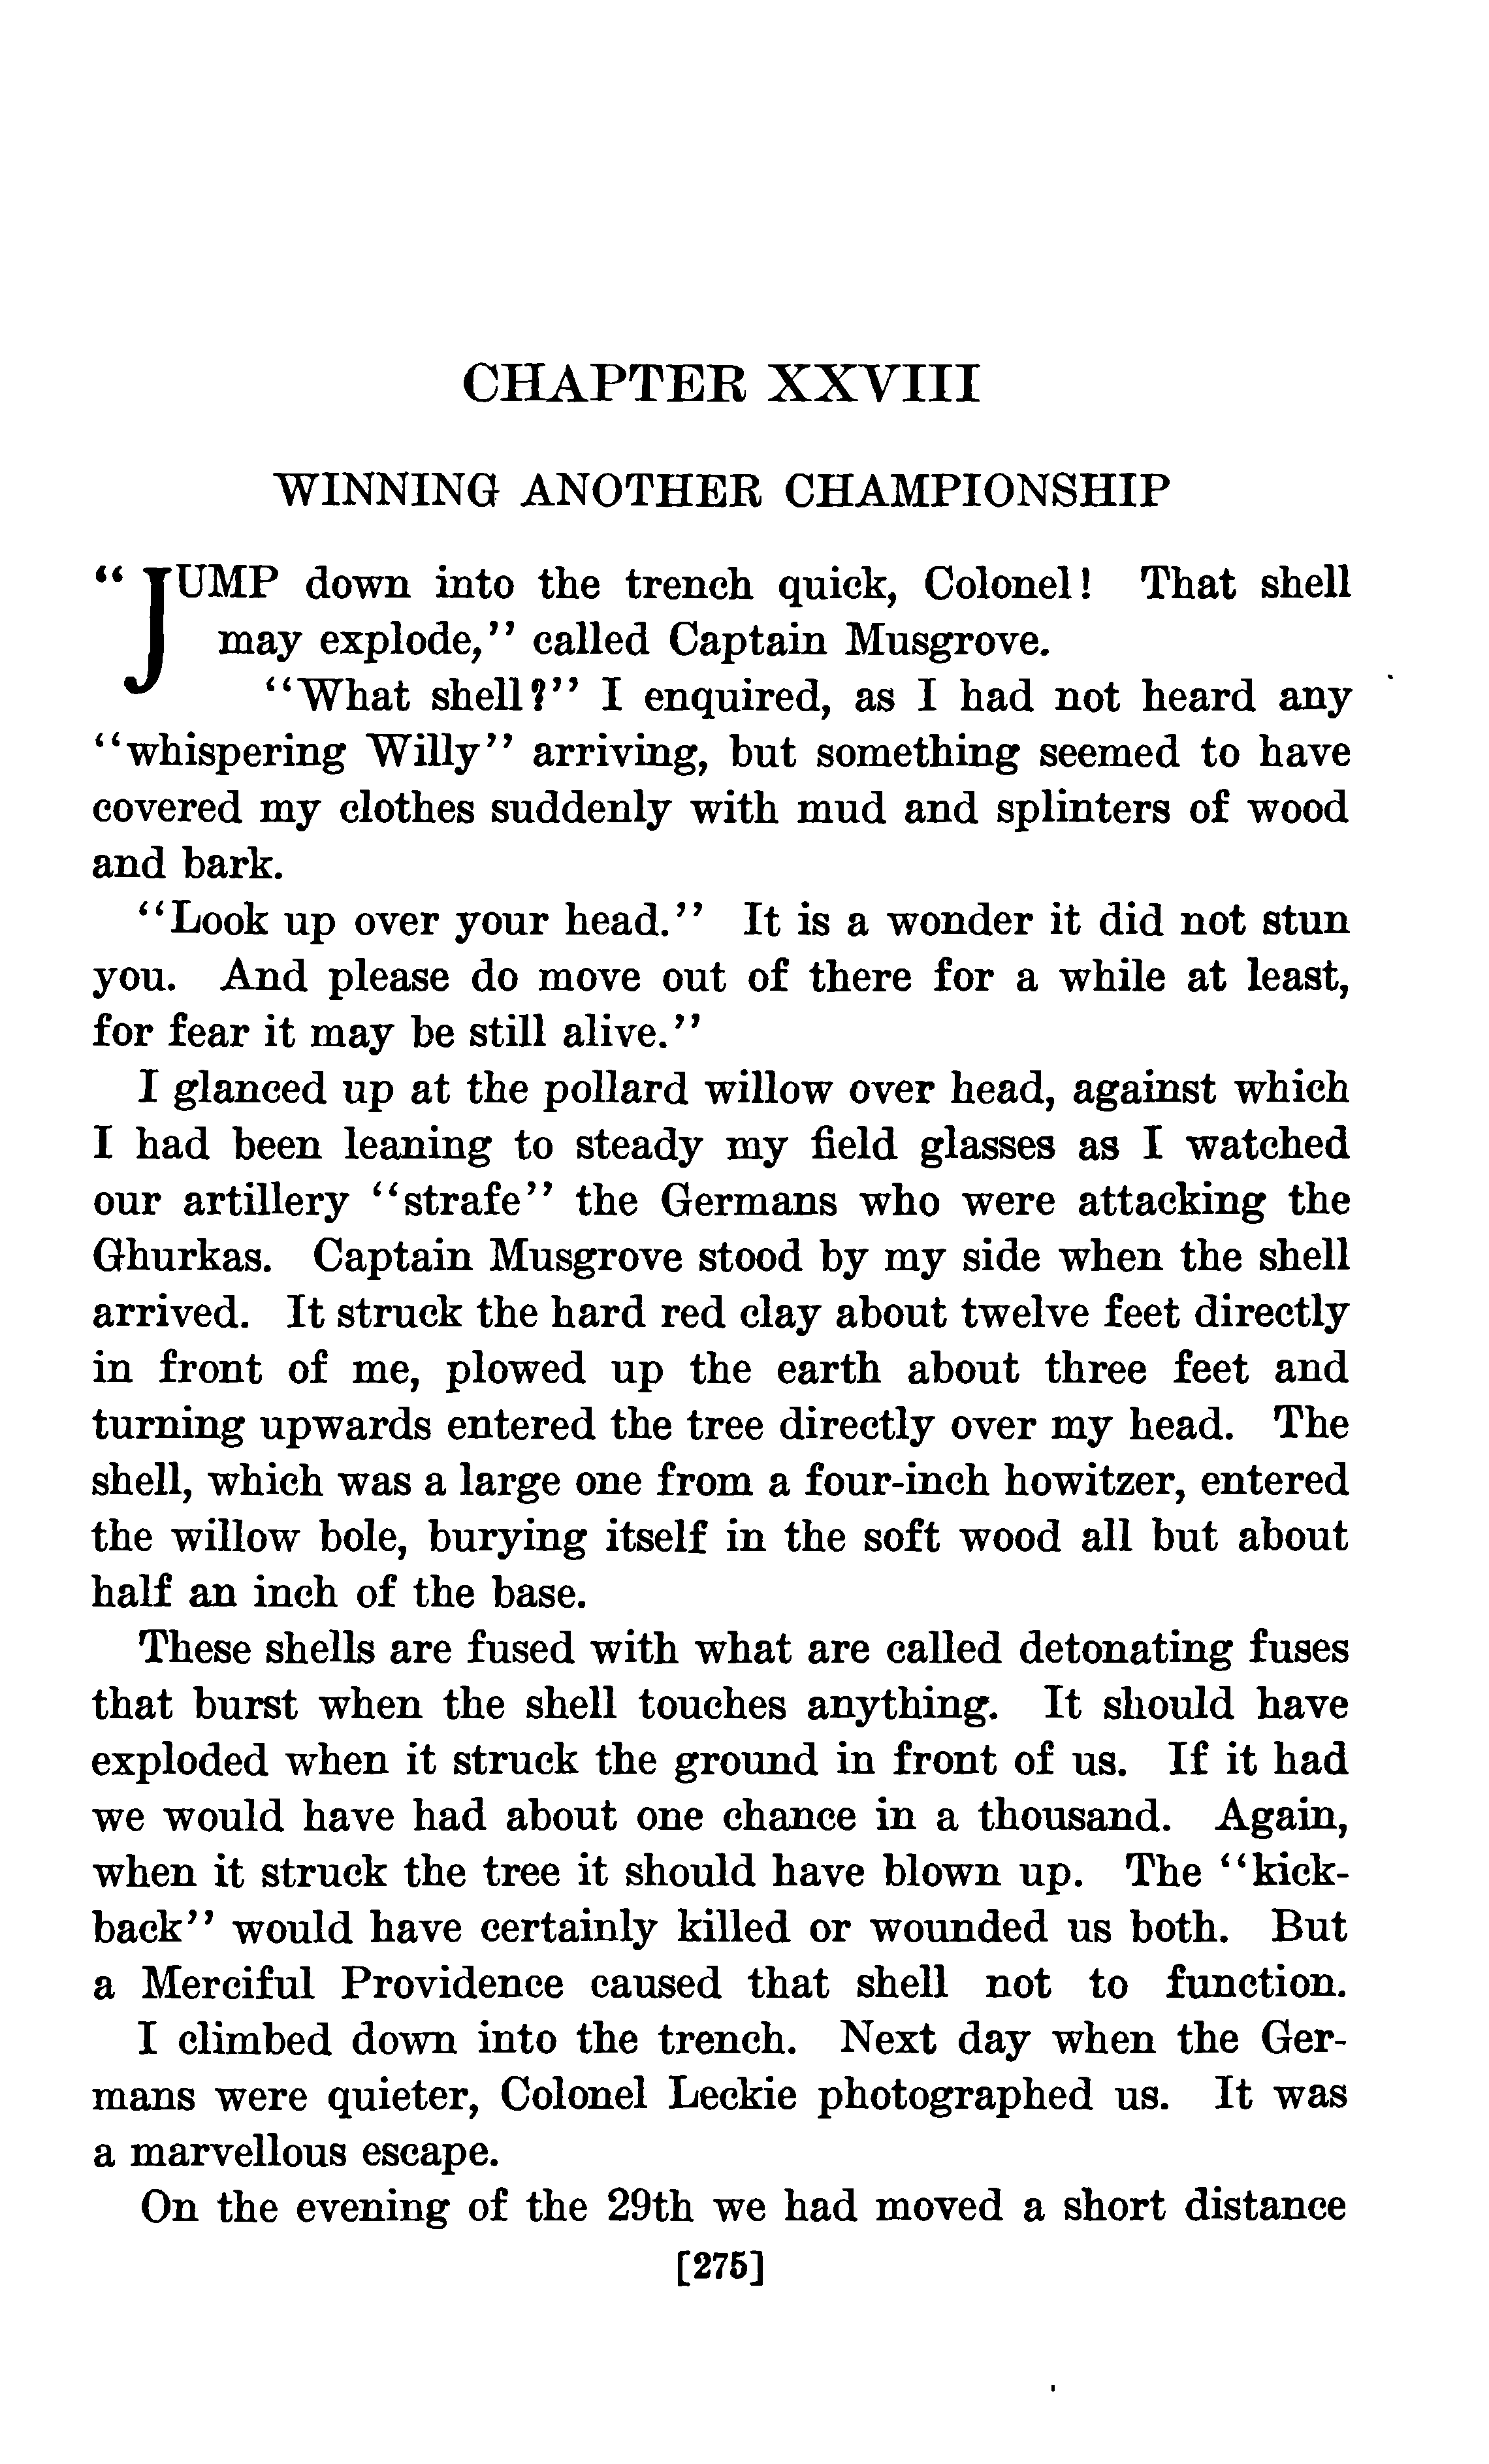 CHAPTER XXVIII
WINNING ANOTHER CHAMPIONSHIP
“JUMP down into the trench quick, Colonel! That shell
may explode,” called Captain Musgrove.
“What shell?” I enquired, as I had not heard any
“whispering Willy” arriving, but something seemed to have
covered my clothes suddenly with mud and splinters of wood
and bark.
“Look up over your head.” It is a wonder it did not stun
you. And please do move out of there for a while at least,
for fear it may be still alive.”
I glanced up at the pollard willow over head, against which
I had been leaning to steady my field glasses as I watched
our artillery “strafe” the Germans who were attacking the
Ghurkas. Captain Musgrove stood by my side when the shell
arrived. It struck the hard red clay about twelve feet directly
in front of me, plowed up the earth about three feet and
turning upwards entered the tree directly over my head. The
shell, which was a large one from a four-inch howitzer, entered
the willow bole, burying itself in the soft wood all but about
half an inch of the base.
These shells are fused with what are called detonating fuses
that burst when the shell touches anything. It should have
exploded when it struck the ground in front of us. If it had
we would have had about one chance in a thousand. Again,
when it struck the tree it should have blown up. The “kick-
back” would have certainly killed or wounded us both. But
a Merciful Providence caused that shell not to function.
I climbed down into the trench. Next day when the Ger-
mans were quieter, Colonel Leckie photographed us. It was
a marvellous escape.
On the evening of the 29th we had moved a short distance
[275]